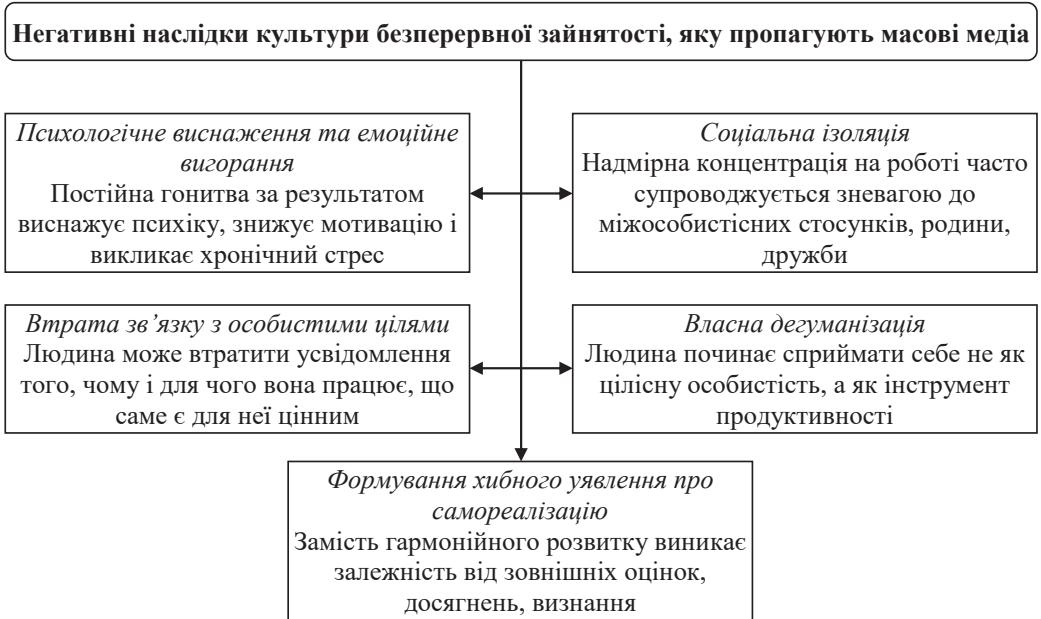 Негативні наслідки культури безперервної зайнятості, яку пропагують масові медіа
Психологічне виснаження та емоційне
вигорання
Постійна гонитва за результатом
виснажує психіку, знижує мотивацію і
викликає хронічний стрес
Соціальна ізоляція
Надмірна концентрація на роботі часто
супроводжується зневагою до
міжособистісних стосунків, родини,
дружби
Втрата зв’язку з особистими цілями
Людина може втратити усвідомлення
того, чому і для чого вона працює, що
саме є для неї цінним
Власна дегуманізація
Людина починає сприймати себе не як
цілісну особистість, а як інструмент
продуктивності
Формування хибного уявлення про
самореалізацію
Замість гармонійного розвитку виникає
залежність від зовнішніх оцінок,
досягнень, визнання